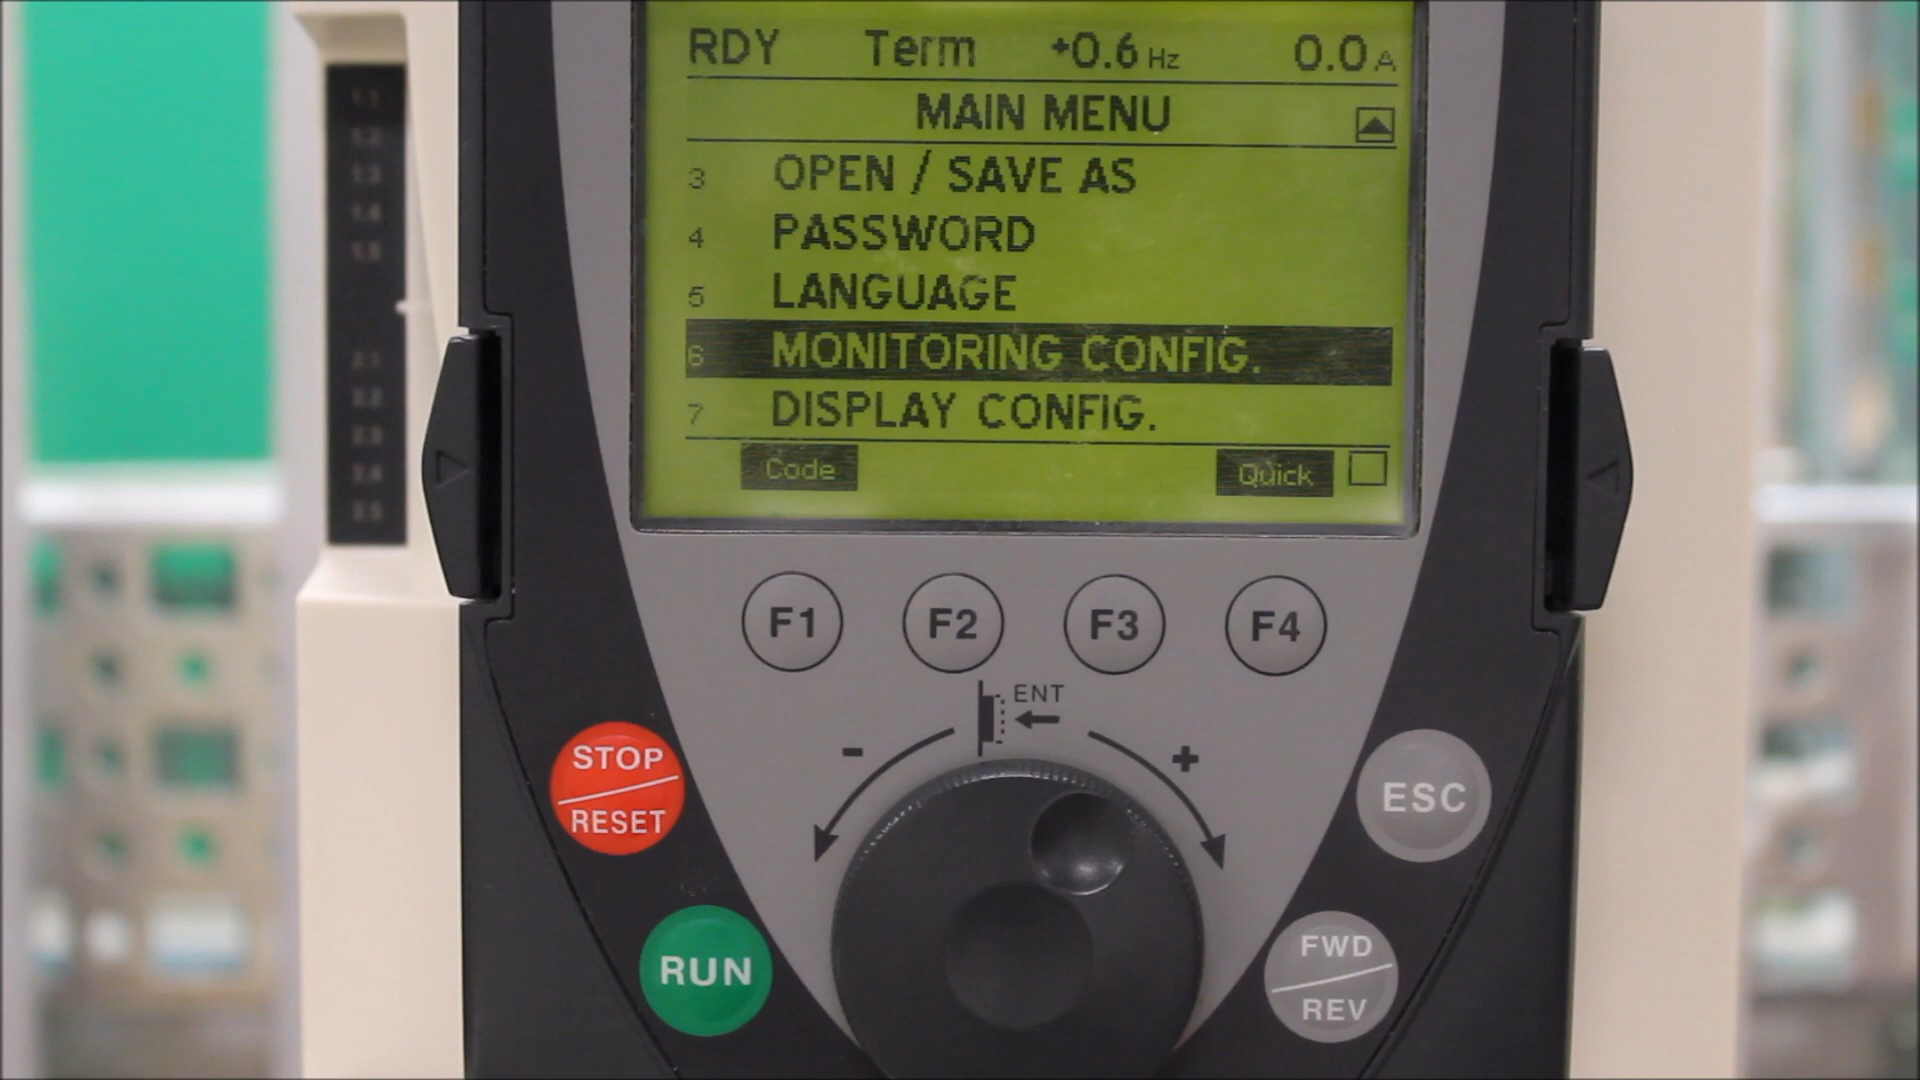 RDY Term +0.6 Hz 0.0 A
MAIN MENU
3 OPEN / SAVE AS
4 PASSWORD
5 LANGUAGE
6 MONITORING CONFIG.
7 DISPLAY CONFIG.
Code Quick
F1 F2 F3 F4
ENT
- +
STOP
RESET
ESC
RUN
FWD
REV